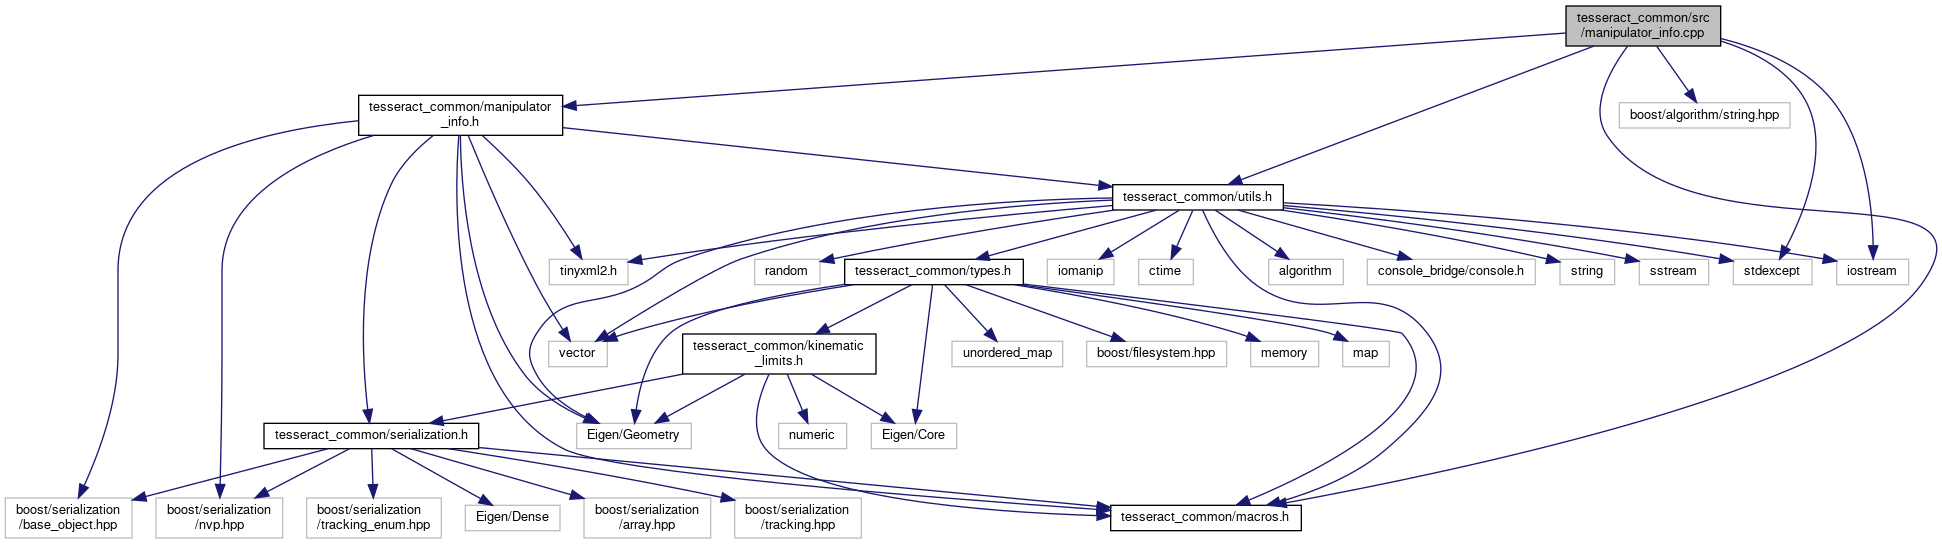 tesseract_common/src
/manipulator_info.cpp
tesseract_common/manipulator
_info.h
boost/algorithm/string.hpp
tesseract_common/utils.h
tinyxml2.h
random
tesseract_common/types.h
iomanip
ctime
algorithm
console_bridge/console.h
string
sstream
stdexcept
iostream
vector
tesseract_common/kinematic
_limits.h
unordered_map
boost/filesystem.hpp
memory
map
tesseract_common/serialization.h
Eigen/Geometry
numeric
Eigen/Core
boost/serialization
/base_object.hpp
boost/serialization
/nvp.hpp
boost/serialization
/tracking_enum.hpp
Eigen/Dense
boost/serialization
/array.hpp
boost/serialization
/tracking.hpp
tesseract_common/macros.h